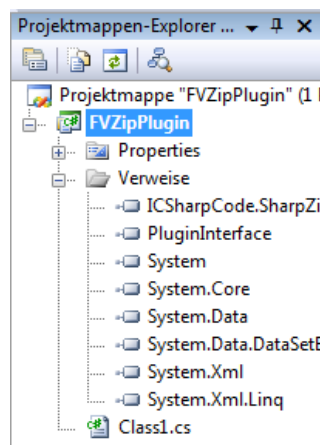 Projektmappen-Explorer ...
Projektmappe "FVZipPlugin" (1
FVZipPlugin
Properties
Verweise
ICSharpCode.SharpZi
PluginInterface
System
System.Core
System.Data
System.Data.DataSetE
System.Xml
System.Xml.Linq
Class1.cs